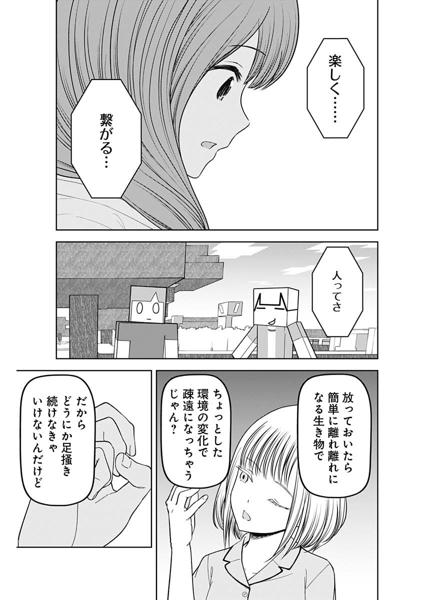 楽しく……
繋がる…
人ってさ
放っておいたら
簡単に離れ離れに
なる生き物で
ちょっとした
環境の変化で
疎遠になっちゃう
じゃん？
だから
どうにか足掻き
続けなきゃ
いけないんだけど